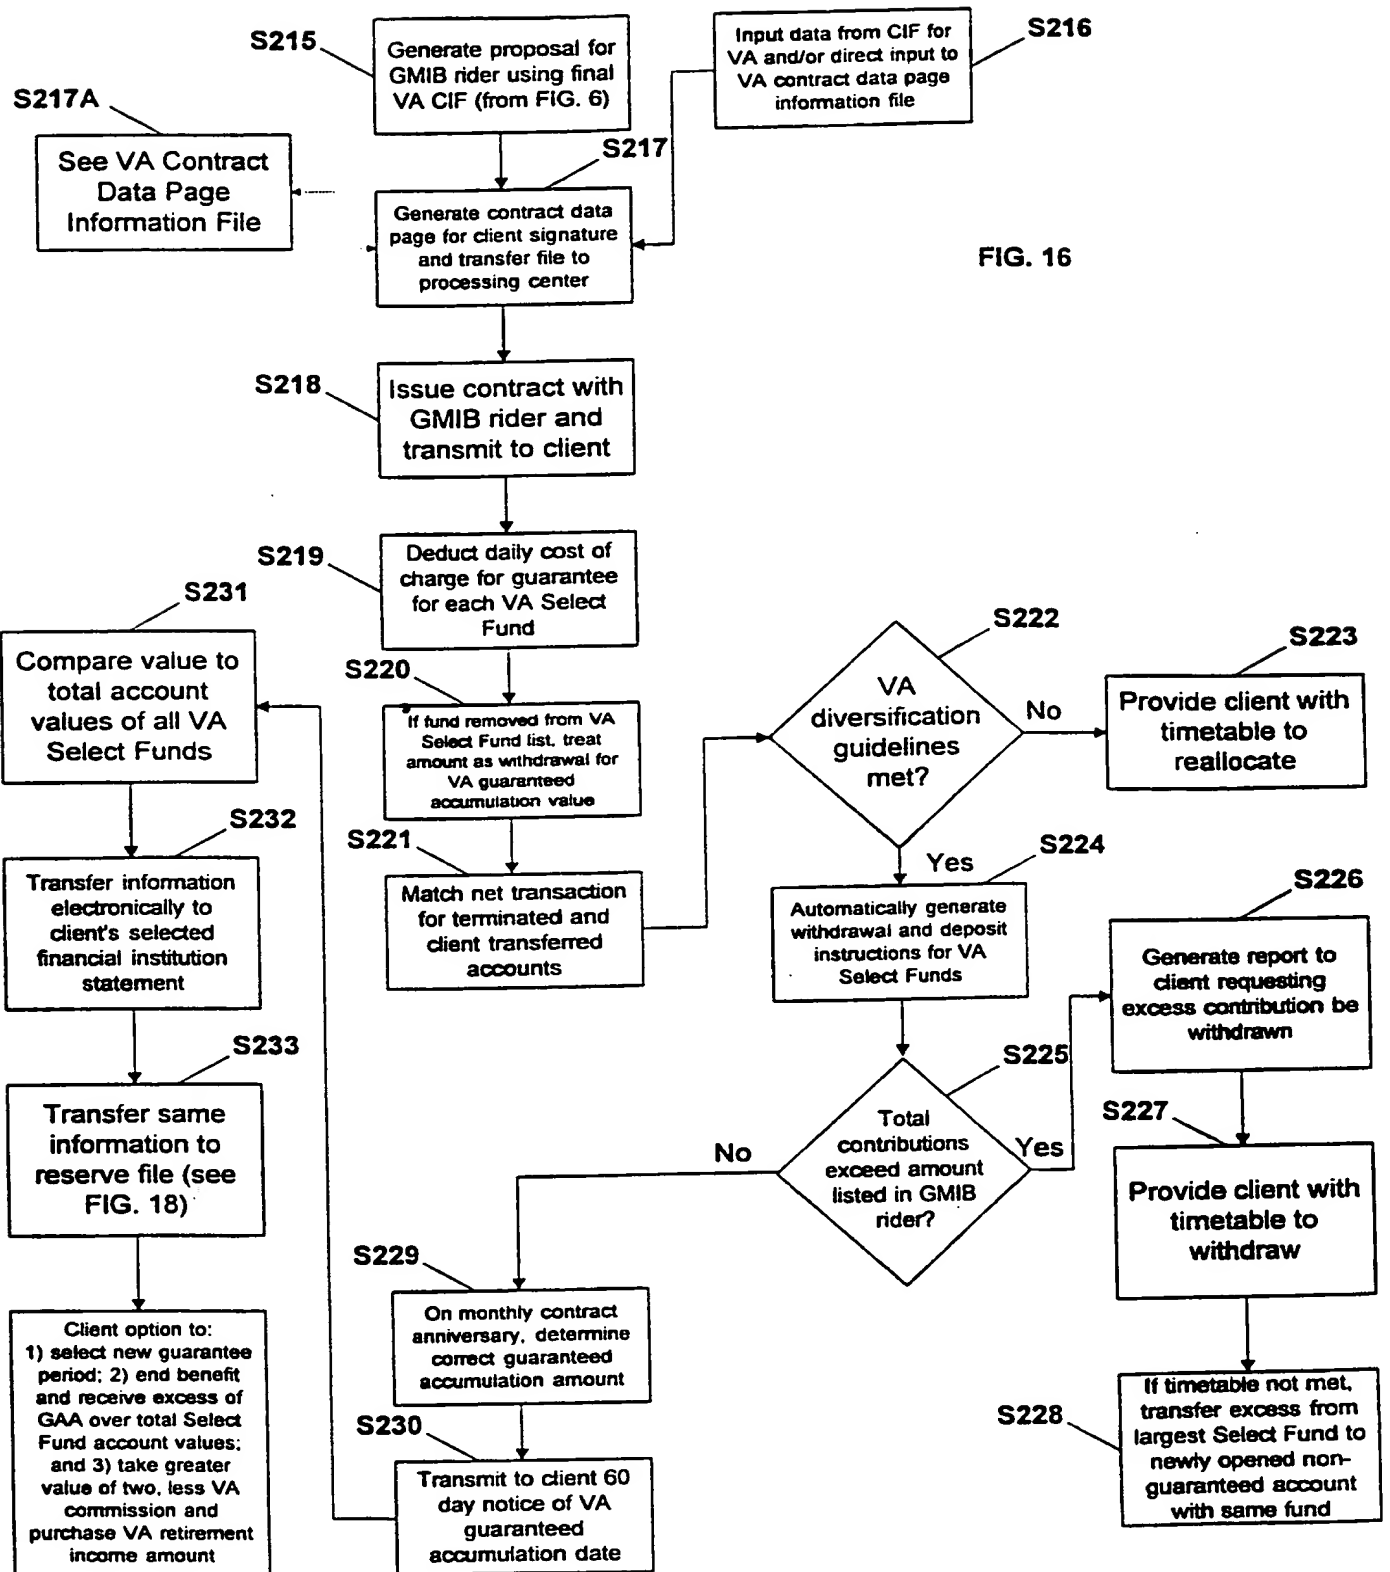 S215
Generate proposal for
GMIB rider using final
VA CIF (from FIG. 6)
Input data from CIF for
VA and/or direct input to
VA contract data page
information file
S216
S217A
See VA Contract
Data Page
Information File
S217
Generate contract data
page for client signature
and transfer file to
processing center
FIG. 16
S218
Issue contract with
GMIB rider and
transmit to client
S219
Deduct daily cost of
charge for guarantee
for each VA Select
Fund
S220
If fund removed from VA
Select Fund list, treat
amount as withdrawal for
VA guaranteed
accumulation value
S221
Match net transaction
for terminated and
client transferred
accounts
S222
VA
diversification
guidelines
met?
No
Yes
S223
Provide client with
timetable to
reallocate
S224
Automatically generate
withdrawal and deposit
instructions for VA
Select Funds
S225
Total
contributions
exceed amount
listed in GMIB
rider?
No
Yes
S226
Generate report to
client requesting
excess contribution be
withdrawn
S227
Provide client with
timetable to
withdraw
S228
If timetable not met,
transfer excess from
largest Select Fund to
newly opened non-
guaranteed account
with same fund
S229
On monthly contract
anniversary, determine
correct guaranteed
accumulation amount
S230
Transmit to client 60
day notice of VA
guaranteed
accumulation date
S231
Compare value to
total account
values of all VA
Select Funds
S232
Transfer information
electronically to
client's selected
financial institution
statement
S233
Transfer same
information to
reserve file (see
FIG. 18)
Client option to:
1) select new guarantee
period; 2) end benefit
and receive excess of
GAA over total Select
Fund account values;
and 3) take greater
value of two, less VA
commission and
purchase VA retirement
income amount